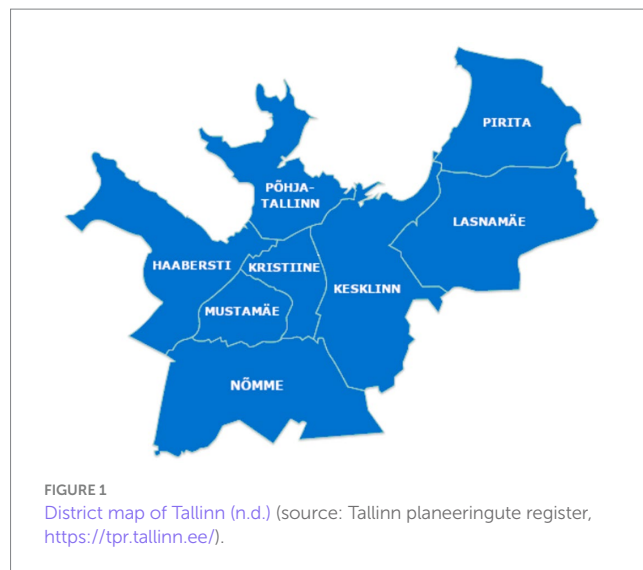 PIRITA
PÕHJA-
TALLINN
LASNAMÄE
HAABERSTI
KRISTIINE
KESKLINN
MUSTAMÄE
NÕMME
FIGURE 1
District map of Tallinn (n.d.) (source: Tallinn planeeringute register,
https://tpr.tallinn.ee/).